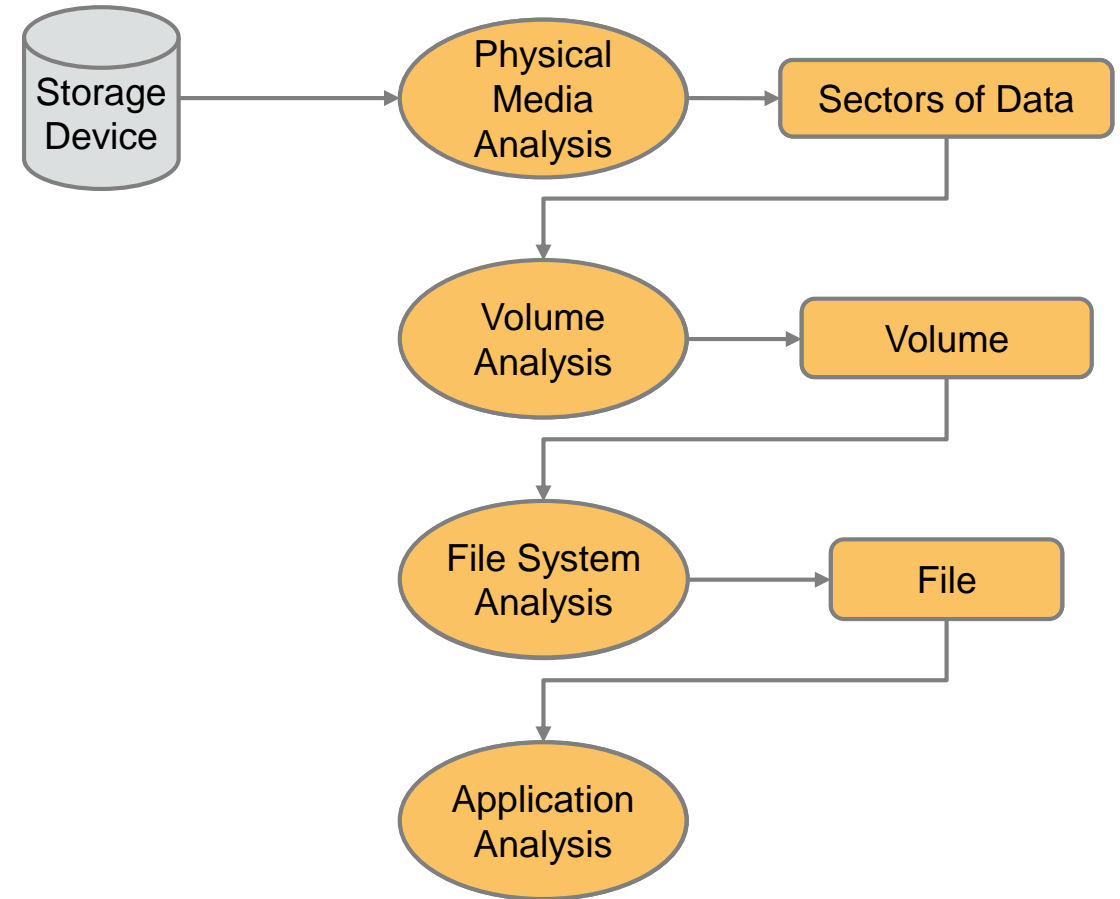 Storage
Device
Physical
Media
Analysis
Sectors of Data
Volume
Analysis
Volume
File System
Analysis
File
Application
Analysis